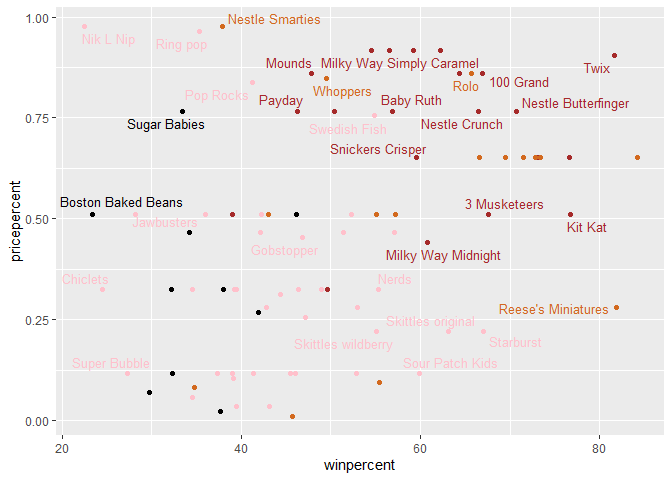 1.00
Nestle Smarties
Nik L Nip
Ring pop
Mounds
Milky Way Simply Caramel
Twix
100 Grand
Rolo
Whoppers
Pop Rocks
Payday
Baby Ruth
Nestle Butterfinger
0.75
Sugar Babies
Swedish Fish
Nestle Crunch
Snickers Crisper
Boston Baked Beans
3 Musketeers
0.50
Jawbusters
Kit Kat
Gobstopper
Milky Way Midnight
pricepercent
Chiclets
Nerds
Reese's Miniatures
0.25
Skittles original
Skittles wildberry
Starburst
Super Bubble
Sour Patch Kids
0.00
20
40
60
80
winpercent